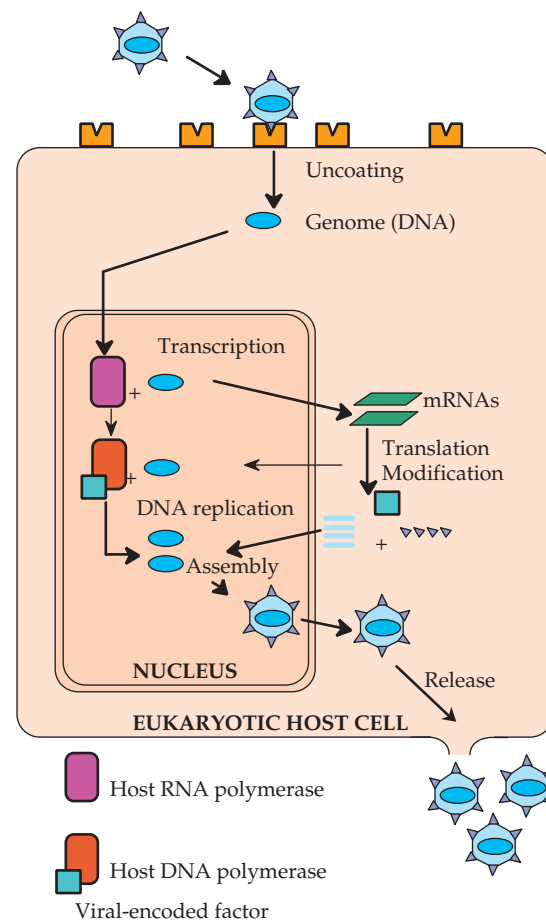 Uncoating
Genome (DNA)
Transcription
+
mRNAs
Translation
Modification
+
DNA replication
+
Assembly
NUCLEUS
Release
EUKARYOTIC HOST CELL
Host RNA polymerase
Host DNA polymerase
Viral-encoded factor